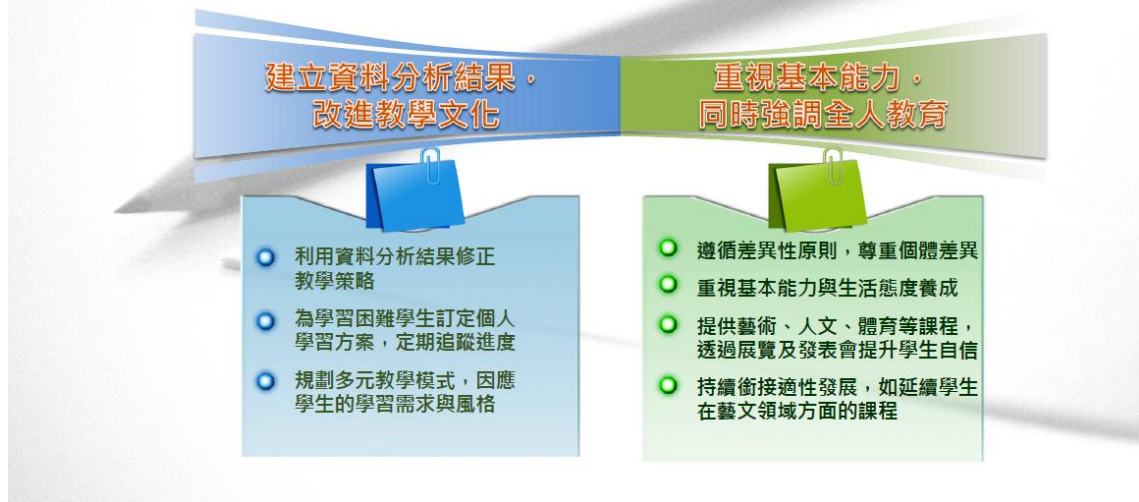 建立資料分析結果，
改進教學文化
重視基本能力，
同時強調全人教育
利用資料分析結果修正
教學策略
為學習困難學生訂定個人
學習方案，定期追蹤進度
規劃多元教學模式，因應
學生的學習需求與風格
遵循差異性原則，尊重個體差異
重視基本能力與生活態度養成
提供藝術、人文、體育等課程，
透過展覽及發表會提升學生自信
持續銜接適性發展，如延續學生
在藝文領域方面的課程